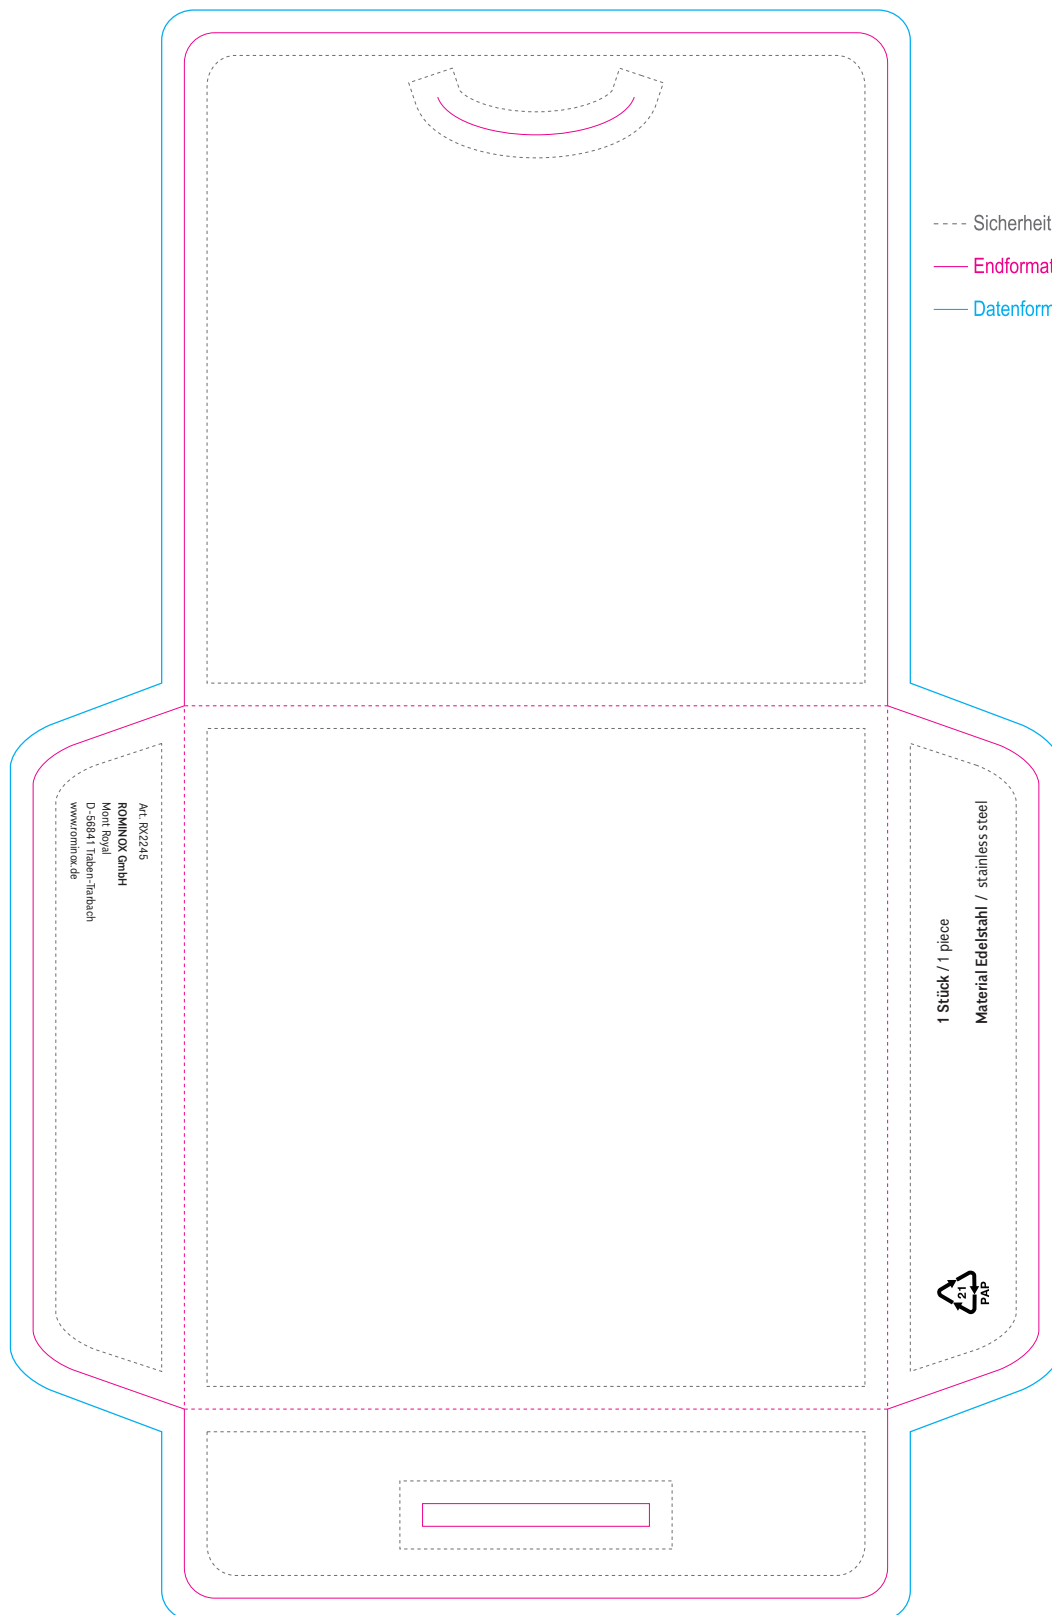 Sicherheit
Endformat
Datenform
Art. RX2245
ROMINOX GmbH
Mont Royal
D-56841 Traben-Trarbach
www.rominox.de
1 Stück / 1 piece
Material Edelstahl / stainless steel
21
PAP